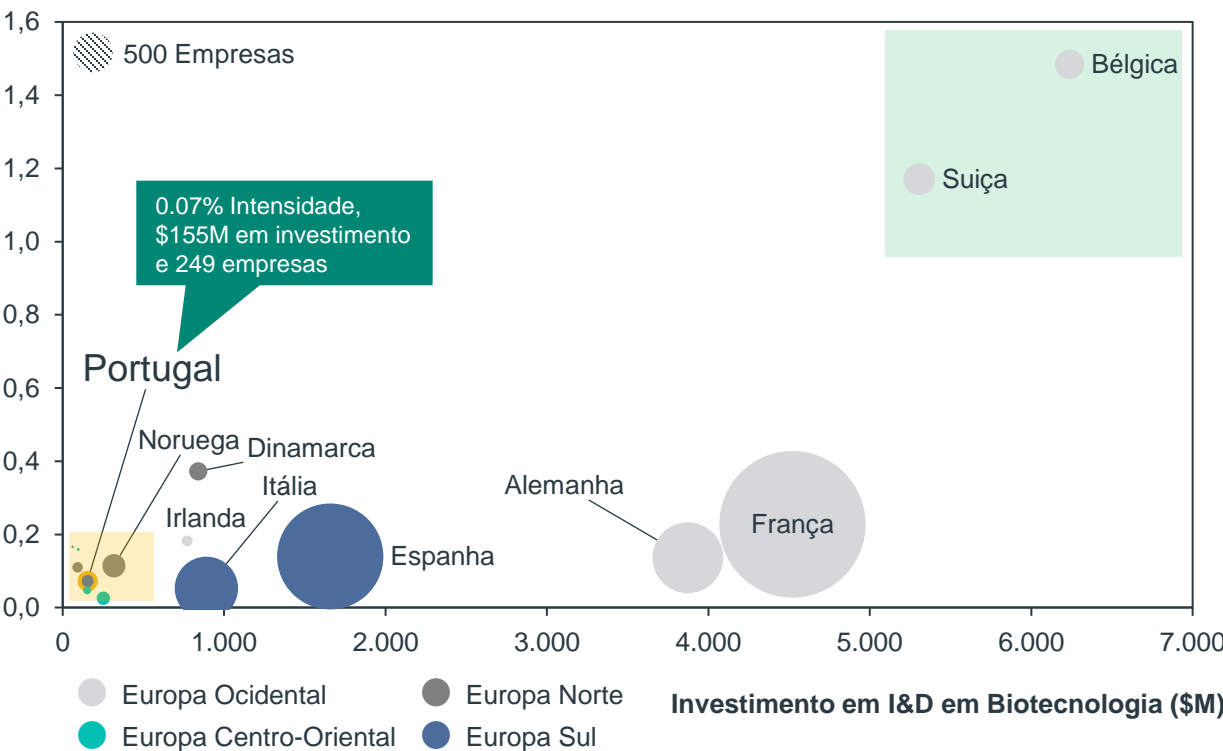 1,6
500 Empresas
Bélgica
1,4
1,2
Suiça
0.07% Intensidade,
$155M em investimento
e 249 empresas
1,0
0,8
Portugal
0,6
Noruega
Dinamarca
0,4
Itália
Alemanha
Irlanda
França
0,2
Espanha
0,0
0
1.000
2.000
3.000
4.000
5.000
6.000
7.000
Europa Ocidental
Europa Norte
Investimento em I&D em Biotecnologia ($M)
Europa Centro-Oriental
Europa Sul